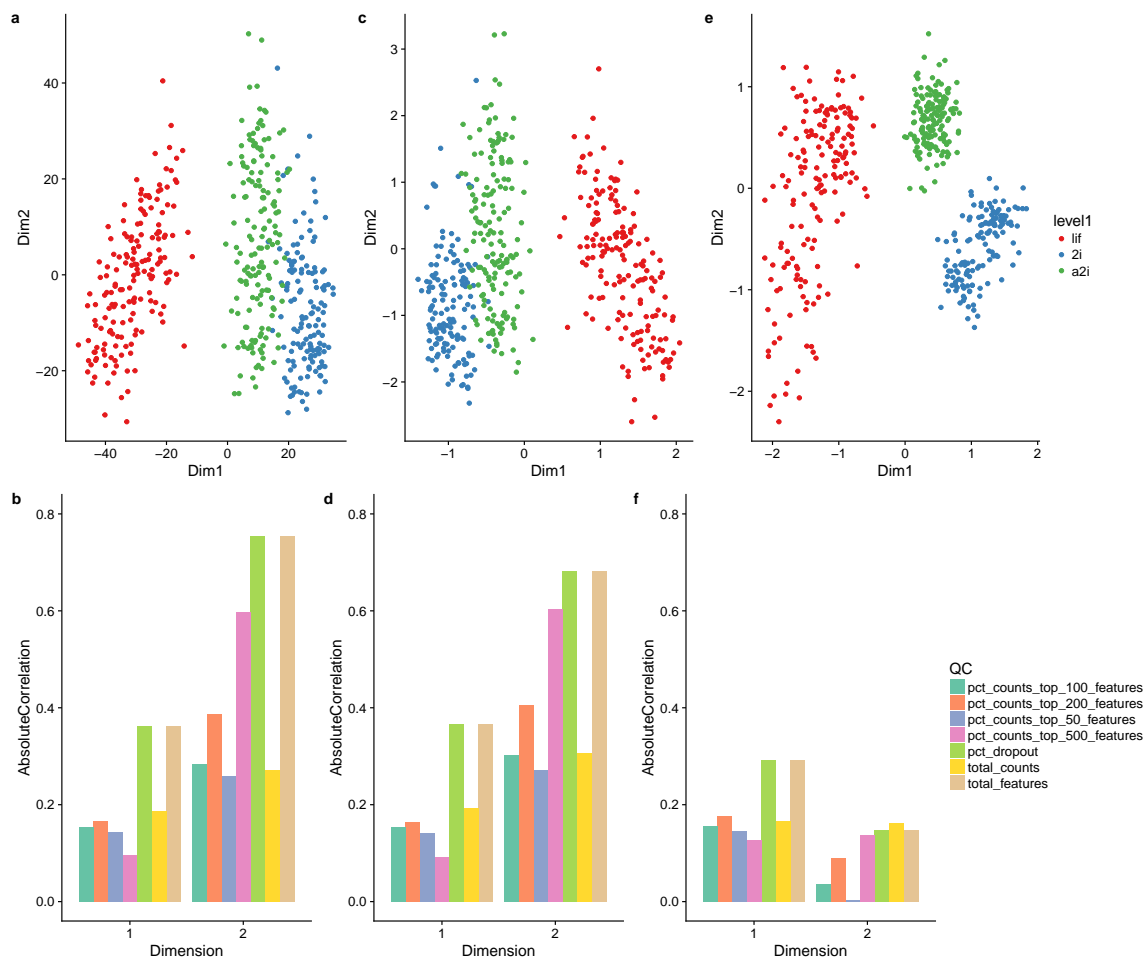 a
Dim2
40
20
0
−20
−40
−20
0
20
Dim1
c
Dim2
3
2
1
0
−1
−2
−1
0
1
2
Dim1
e
Dim2
1
0
−1
−2
−2
−1
0
1
2
Dim1
level1
lif
2i
a2i
b
AbsoluteCorrelation
0.8
0.6
0.4
0.2
0.0
1
2
Dimension
d
AbsoluteCorrelation
0.8
0.6
0.4
0.2
0.0
1
2
Dimension
f
AbsoluteCorrelation
0.8
0.6
0.4
0.2
0.0
1
2
Dimension
QC
pct_counts_top_100_features
pct_counts_top_200_features
pct_counts_top_50_features
pct_counts_top_500_features
pct_dropout
total_counts
total_features